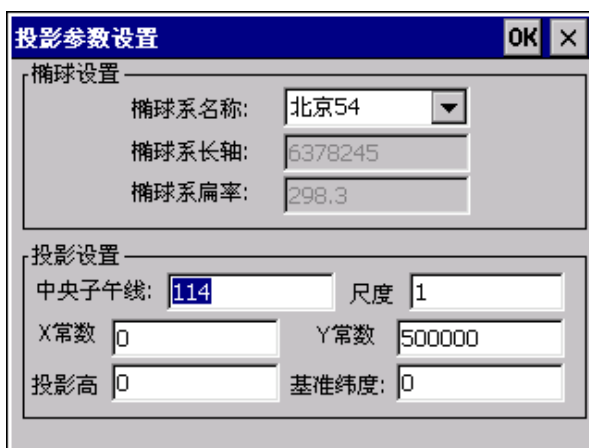 投影参数设置 OK ×
椭球设置
椭球系名称: 北京54
椭球系长轴: 6378245
椭球系扁率: 298.3
投影设置
中央子午线: 114 尺度 1
X常数 0 Y常数 500000
投影高 0 基准纬度: 0